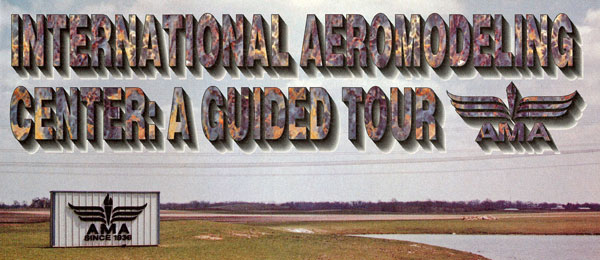 INTERNATIONAL AEROMODELING
CENTER: A GUIDED TOUR
AMA
AMA
SINCE 1936